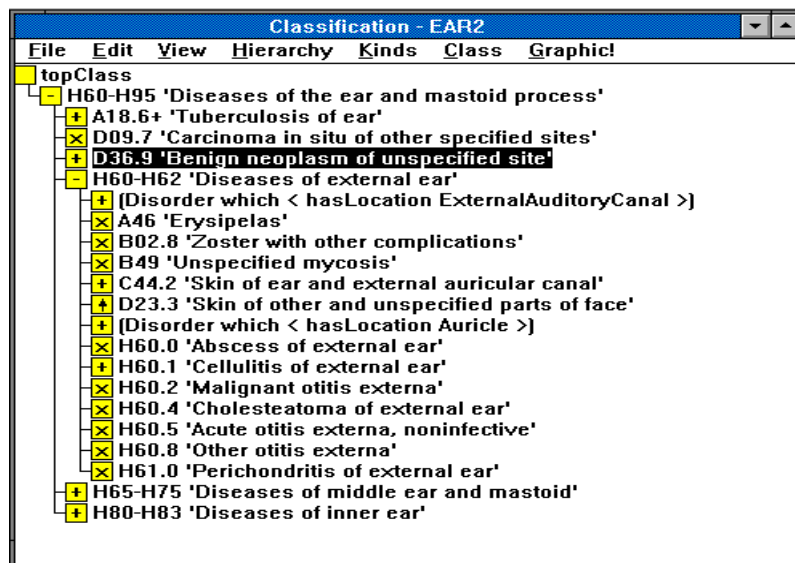 Classification - EAR2
File Edit View Hierarchy Kinds Class Graphic!
topClass
H60-H95 'Diseases of the ear and mastoid process'
A18.6+ 'Tuberculosis of ear'
D09.7 'Carcinoma in situ of other specified sites'
D36.9 'Benign neoplasm of unspecified site'
H60-H62 'Diseases of external ear'
(Disorder which < hasLocation ExternalAuditoryCanal >)
A46 'Erysipelas'
B02.8 'Zoster with other complications'
B49 'Unspecified mycosis'
C44.2 'Skin of ear and external auricular canal'
D23.3 'Skin of other and unspecified parts of face'
(Disorder which < hasLocation Auricle >)
H60.0 'Abscess of external ear'
H60.1 'Cellulitis of external ear'
H60.2 'Malignant otitis externa'
H60.4 'Cholesteatoma of external ear'
H60.5 'Acute otitis externa, noninfective'
H60.8 'Other otitis externa'
H61.0 'Perichondritis of external ear'
H65-H75 'Diseases of middle ear and mastoid'
H80-H83 'Diseases of inner ear'